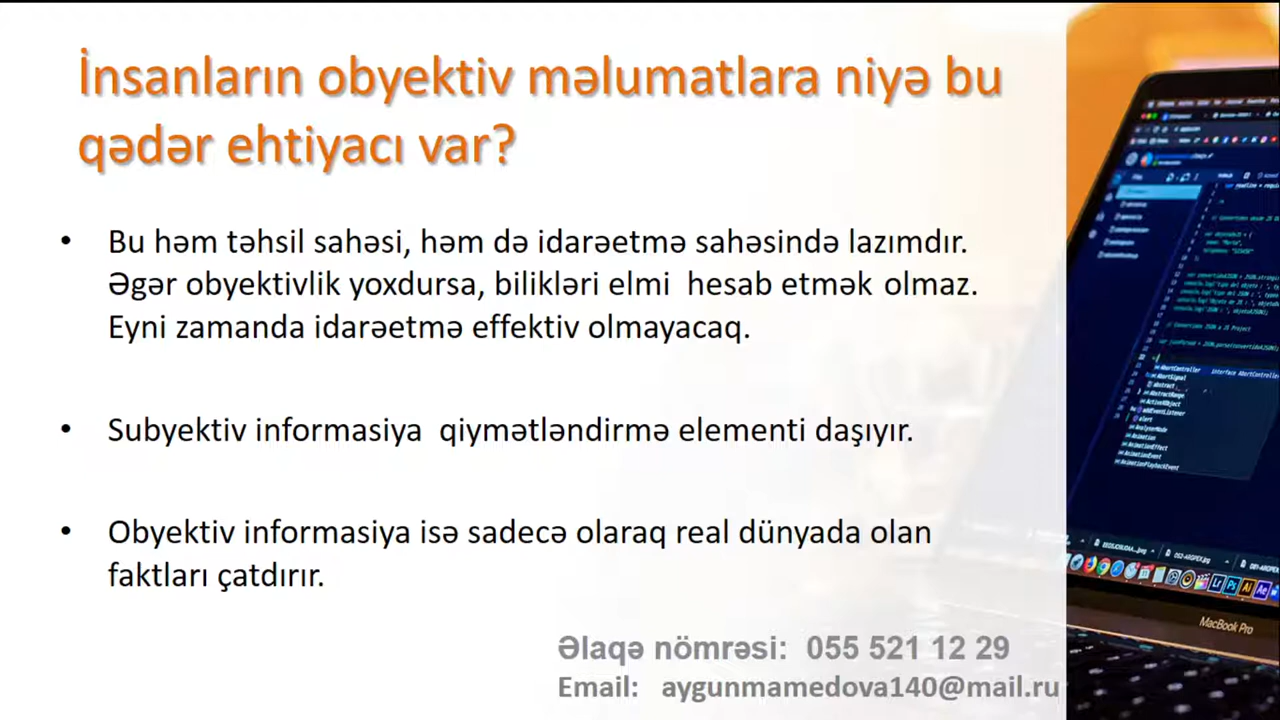 İnsanların obyektiv məlumatlara niyə bu
qədər ehtiyacı var?
• Bu həm təhsil sahəsi, həm də idarəetmə sahəsində lazımdır.
Əgər obyektivlik yoxdursa, bilikləri elmi hesab etmək olmaz.
Eyni zamanda idarəetmə effektiv olmayacaq.
• Subyektiv informasiya qiymətləndirmə elementi daşıyır.
• Obyektiv informasiya isə sadecə olaraq real dünyada olan
faktları çatdırır.
Əlaqə nömrəsi: 055 521 12 29
Email: aygunmamedova140@mail.ru
MacBook Pro